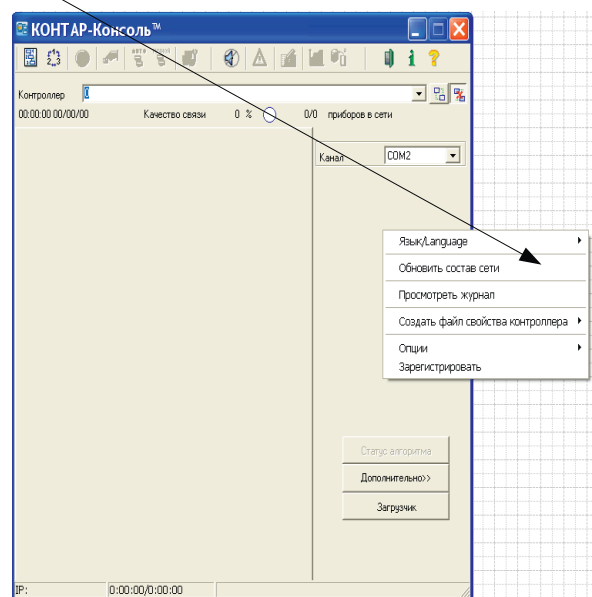 КОНТАР-Консоль™
АВТО
Контроллер 0
00:00:00 00/00/00 Качество связи 0 % 0/0 приборов в сети
Канал COM2
Язык/Language
Обновить состав сети
Просмотреть журнал
Создать файл свойства контроллера
Опции
Зарегистрировать
Статус алгоритма
Дополнительно>>
Загрузчик
IP: 0:00:00/0:00:00